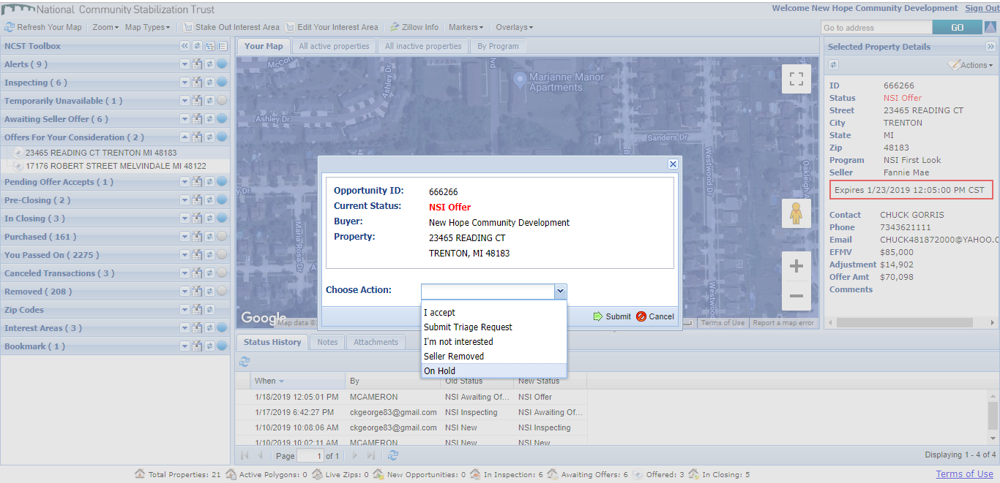 National Community Stabilization Trust
Welcome New Hope Community Development Sign Out
Refresh Your Map Zoom Map Types Stake Out Interest Area Edit Your Interest Area Zillow Info Markers Overlays Go to address GO
NCST Toolbox
Alerts ( 9 )
Inspecting ( 6 )
Temporarily Unavailable ( 1 )
Awaiting Seller Offer ( 6 )
Offers For Your Consideration ( 2 )
23465 READING CT TRENTON MI 48183
17176 ROBERT STREET MELVINDALE MI 48122
Pending Offer Accepts ( 1 )
Pre-Closing ( 2 )
In Closing ( 3 )
Purchased ( 161 )
You Passed On ( 2275 )
Canceled Transactions ( 3 )
Removed ( 208 )
Zip Codes
Interest Areas ( 3 )
Bookmark ( 1 )
Your Map All active properties All inactive properties By Program
Ashley Dr
Marianne Manor
Apartments
Ashley Dr
Sanders Dr
Westwood Dr
Maria Rosa Dr
Google
Map data ©
Terms of Use Report a map error
Opportunity ID: 666266
Current Status: NSI Offer
Buyer: New Hope Community Development
Property: 23465 READING CT
TRENTON, MI 48183
Choose Action:
I accept
Submit Triage Request
I'm not interested
Seller Removed
On Hold
Submit Cancel
Selected Property Details
Actions
ID 666266
Status NSI Offer
Street 23465 READING CT
City TRENTON
State MI
Zip 48183
Program NSI First Look
Seller Fannie Mae
Expires 1/23/2019 12:05:00 PM CST
Contact CHUCK GORRIS
Phone 7343621111
Email CHUCK481872000@YAHOO.C
EFMV $85,000
Adjustment $14,902
Offer Amt $70,098
Comments
Status History Notes Attachments
When By Old Status New Status
1/18/2019 12:05:01 PM MCAMERON NSI Awaiting Of... NSI Offer
1/17/2019 6:42:27 PM ckgeorge83@gmail.com NSI Inspecting NSI Awaiting Of...
1/10/2019 10:08:06 AM ckgeorge83@gmail.com NSI New NSI Inspecting
1/10/2019 10:02:11 AM MCAMERON NSI New NSI New
Page 1 of 1 Displaying 1 - 4 of 4
Total Properties: 21 Active Polygons: 0 Live Zips: 0 New Opportunities: 0 In Inspection: 6 Awaiting Offers: 6 Offered: 3 In Closing: 5 Terms of Use